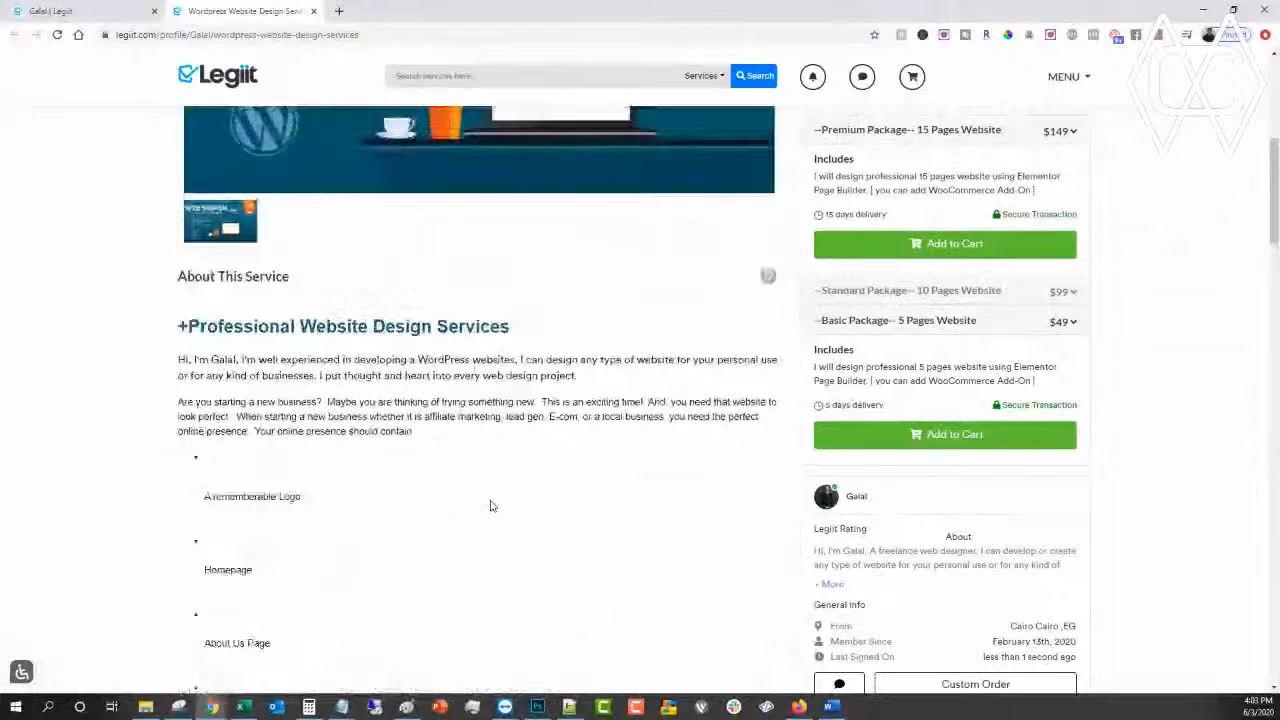 Galal | Legiit
Wordpress Website Design Servi
legiit.com/profile/Galal/wordpress-website-design-services
Paused
Legiit
Search services here..
Services
Search
MENU
--Premium Package-- 15 Pages Website
$149
Includes
I will design professional 15 pages website using Elementor
Page Builder. [ you can add WooCommerce Add-On ]
15 days delivery
Secure Transaction
Add to Cart
About This Service
--Standard Package-- 10 Pages Website
$99
--Basic Package-- 5 Pages Website
$49
+Professional Website Design Services
Includes
Hi, I'm Galal, I'm well experienced in developing a WordPress websites, I can design any type of website for your personal use
or for any kind of businesses. I put thought and heart into every web design project.
I will design professional 5 pages website using Elementor
Page Builder. [ you can add WooCommerce Add-On ]
Are you starting a new business? Maybe you are thinking of trying something new. This is an exciting time! And, you need that website to
look perfect. When starting a new business whether it is affiliate marketing, lead gen, E-com, or a local business, you need the perfect
online presence. Your online presence should contain
5 days delivery
Secure Transaction
Add to Cart
A rememberable Logo
Homepage
About Us Page
Galal
Legiit Rating
About
Hi, I'm Galal, A freelance web designer, I can develop or create
any type of website for your personal use or for any kind of
+ More
General Info
From
Cairo Cairo ,EG
Member Since
February 13th, 2020
Last Signed On
less than 1 second ago
Custom Order
4:03 PM
6/3/2020